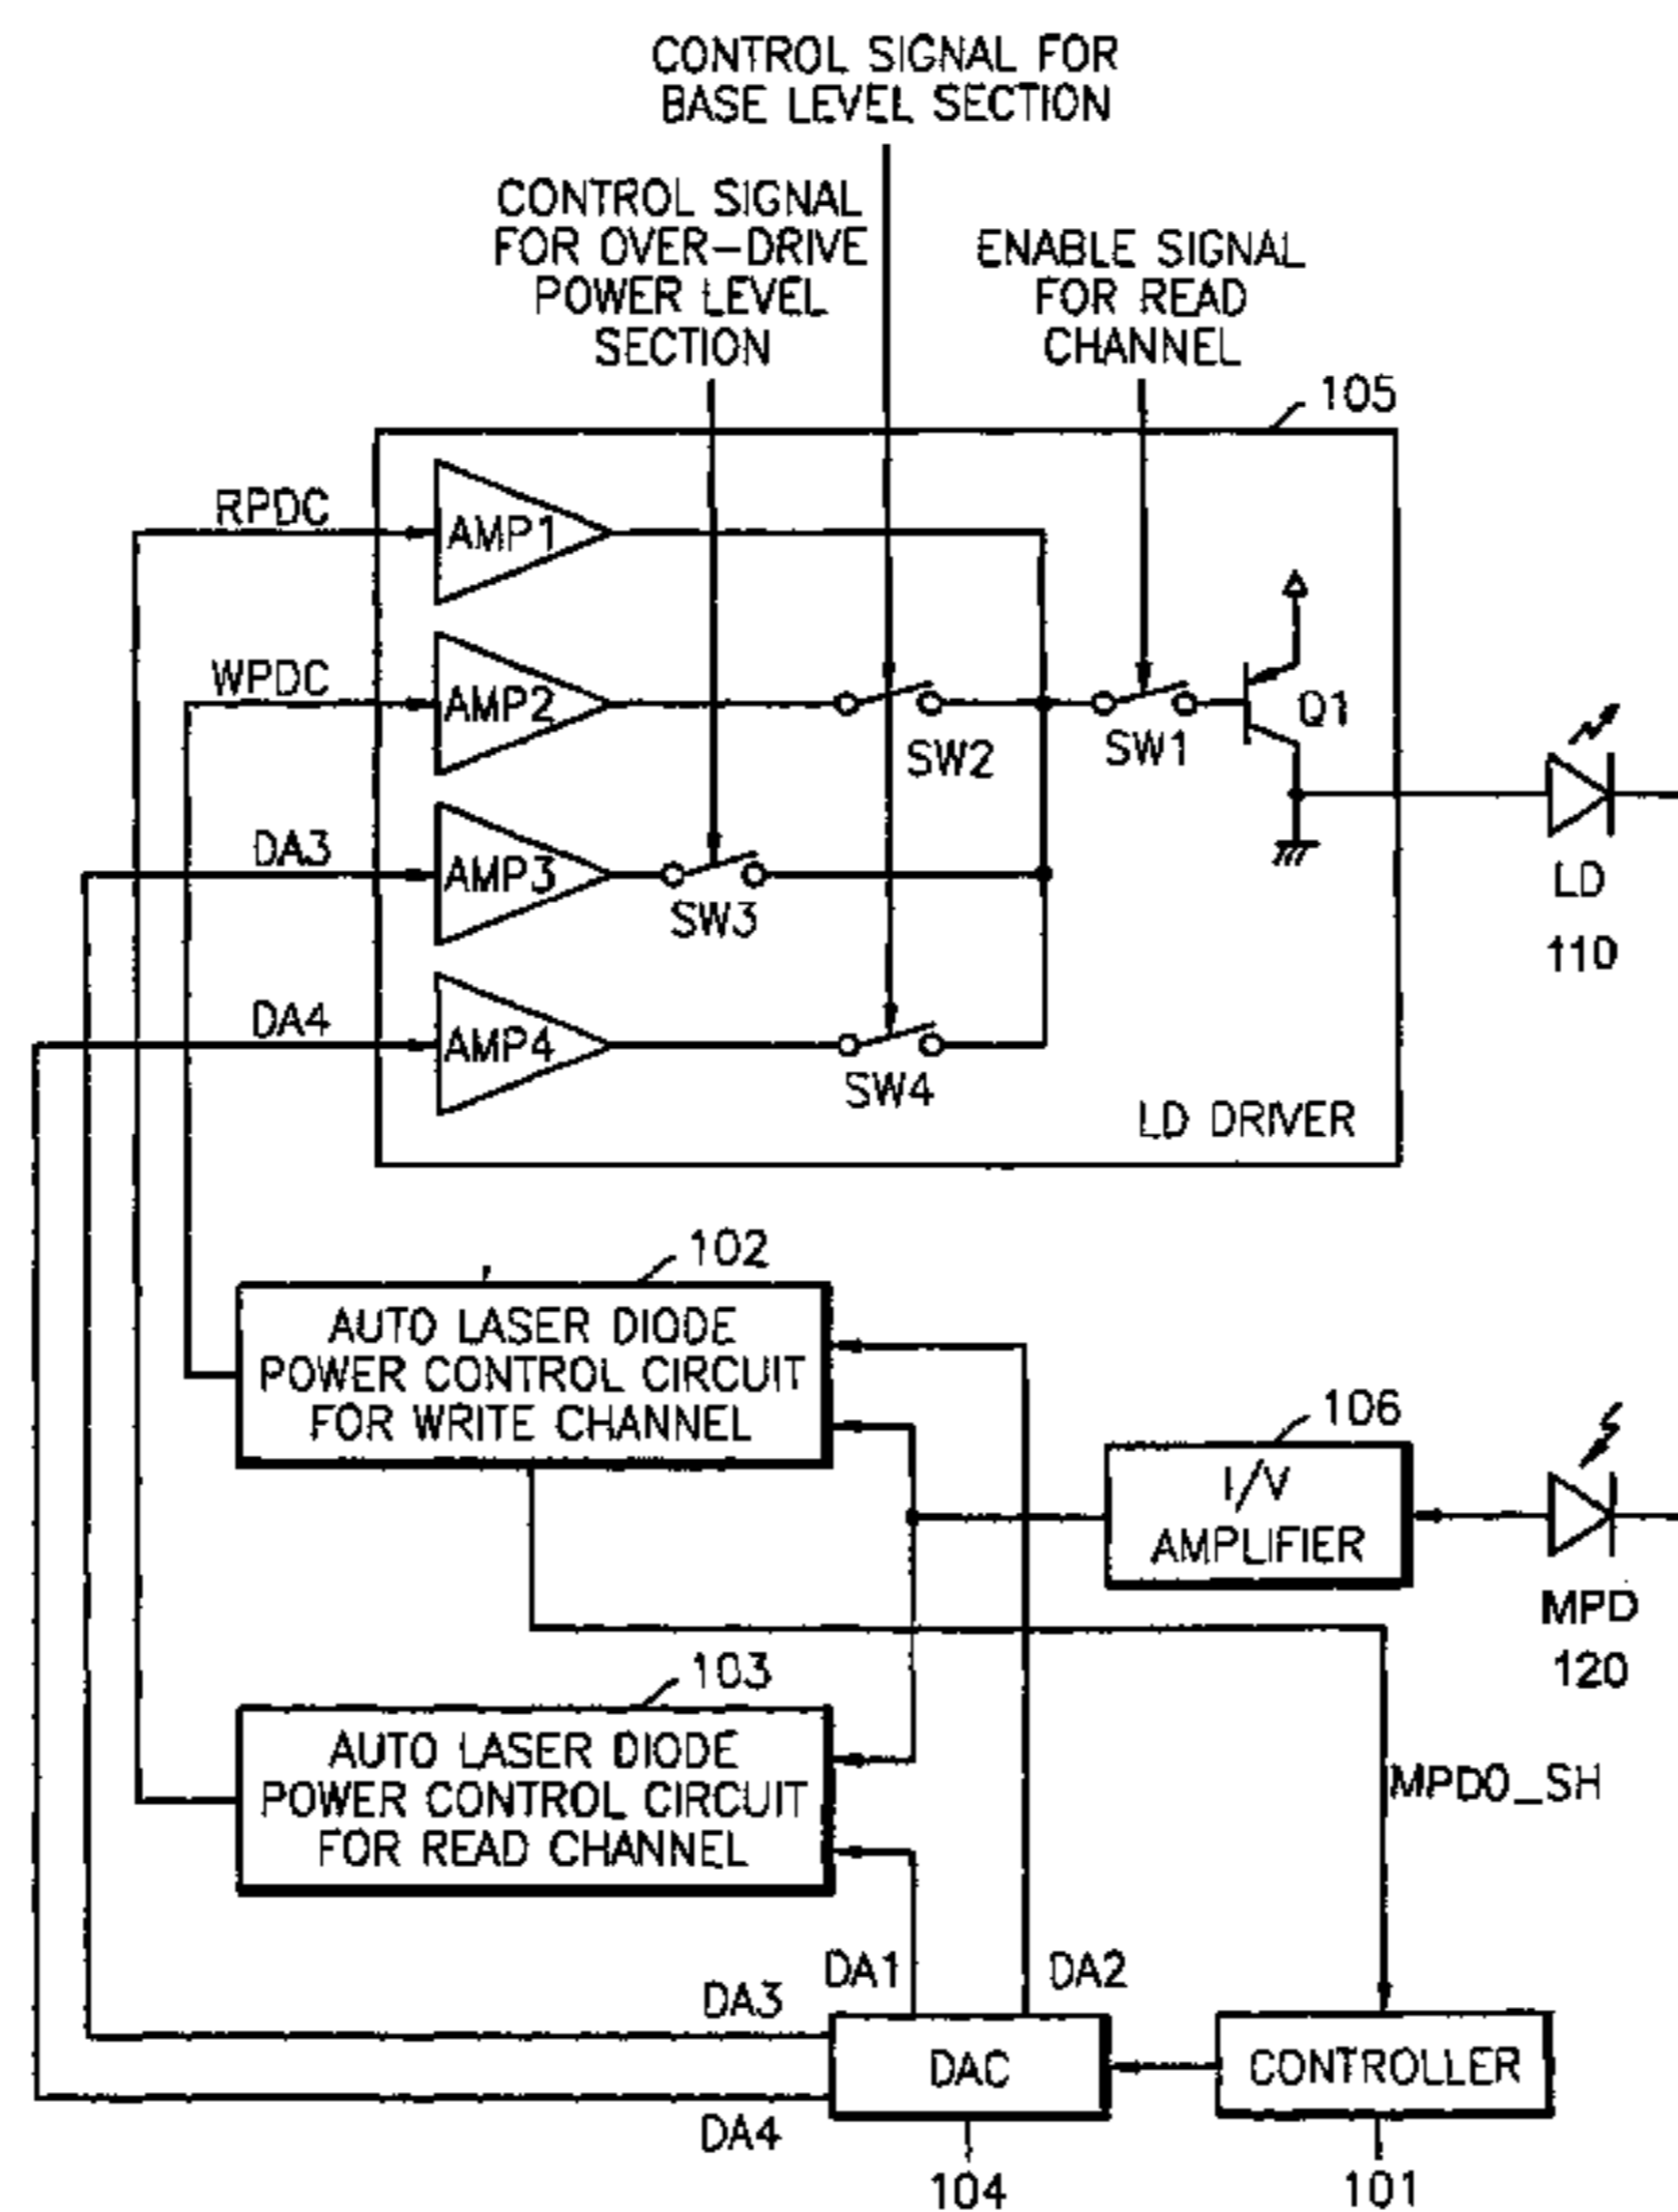 CONTROL SIGNAL FOR
BASE LEVEL SECTION
CONTROL SIGNAL
FOR OVER-DRIVE
POWER LEVEL
SECTION
ENABLE SIGNAL
FOR READ
CHANNEL
105
RPDC
AMP1
WPDC
AMP2
SW2
SW1
Q1
DA3
AMP3
SW3
LD
110
DA4
AMP4
SW4
LD DRIVER
102
AUTO LASER DIODE
POWER CONTROL CIRCUIT
FOR WRITE CHANNEL
106
I/V
AMPLIFIER
MPD
120
103
AUTO LASER DIODE
POWER CONTROL CIRCUIT
FOR READ CHANNEL
MPDO_SH
DA1
DA2
DA3
DAC
CONTROLLER
DA4
104
101